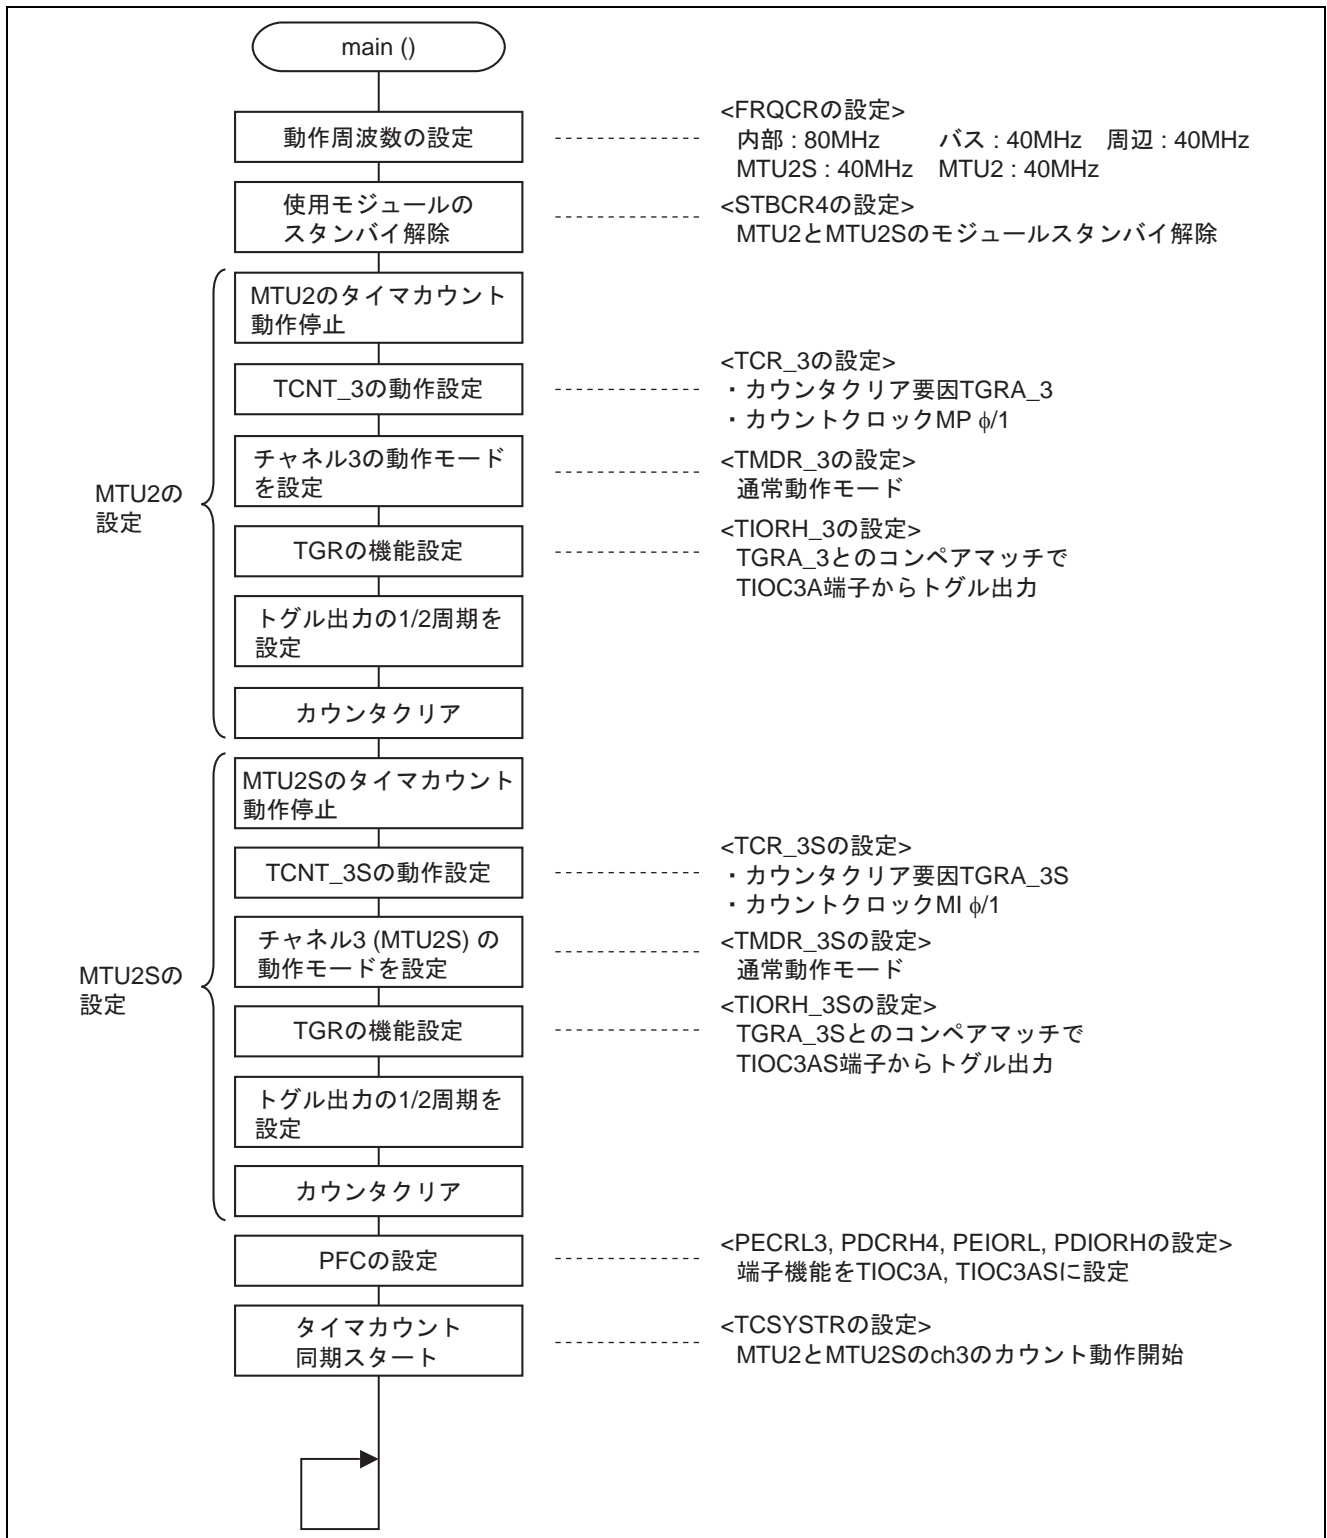 main ()
動作周波数の設定
<FRQCRの設定>
内部 : 80MHz バス : 40MHz 周辺 : 40MHz
MTU2S : 40MHz MTU2 : 40MHz
使用モジュールの
スタンバイ解除
<STBCR4の設定>
MTU2とMTU2Sのモジュールスタンバイ解除
MTU2の
設定
MTU2のタイマカウント
動作停止
TCNT_3の動作設定
<TCR_3の設定>
・カウンタクリア要因TGRA_3
・カウントクロックMP φ/1
チャネル3の動作モード
を設定
<TMDR_3の設定>
通常動作モード
TGRの機能設定
<TIORH_3の設定>
TGRA_3とのコンペアマッチで
TIOC3A端子からトグル出力
トグル出力の1/2周期を
設定
カウンタクリア
MTU2Sの
設定
MTU2Sのタイマカウント
動作停止
TCNT_3Sの動作設定
<TCR_3Sの設定>
・カウンタクリア要因TGRA_3S
・カウントクロックMI φ/1
チャネル3 (MTU2S) の
動作モードを設定
<TMDR_3Sの設定>
通常動作モード
TGRの機能設定
<TIORH_3Sの設定>
TGRA_3Sとのコンペアマッチで
TIOC3AS端子からトグル出力
トグル出力の1/2周期を
設定
カウンタクリア
PFCの設定
<PECRL3, PDCRH4, PEIORL, PDIORHの設定>
端子機能をTIOC3A, TIOC3ASに設定
タイマカウント
同期スタート
<TCSYSTRの設定>
MTU2とMTU2Sのch3のカウント動作開始